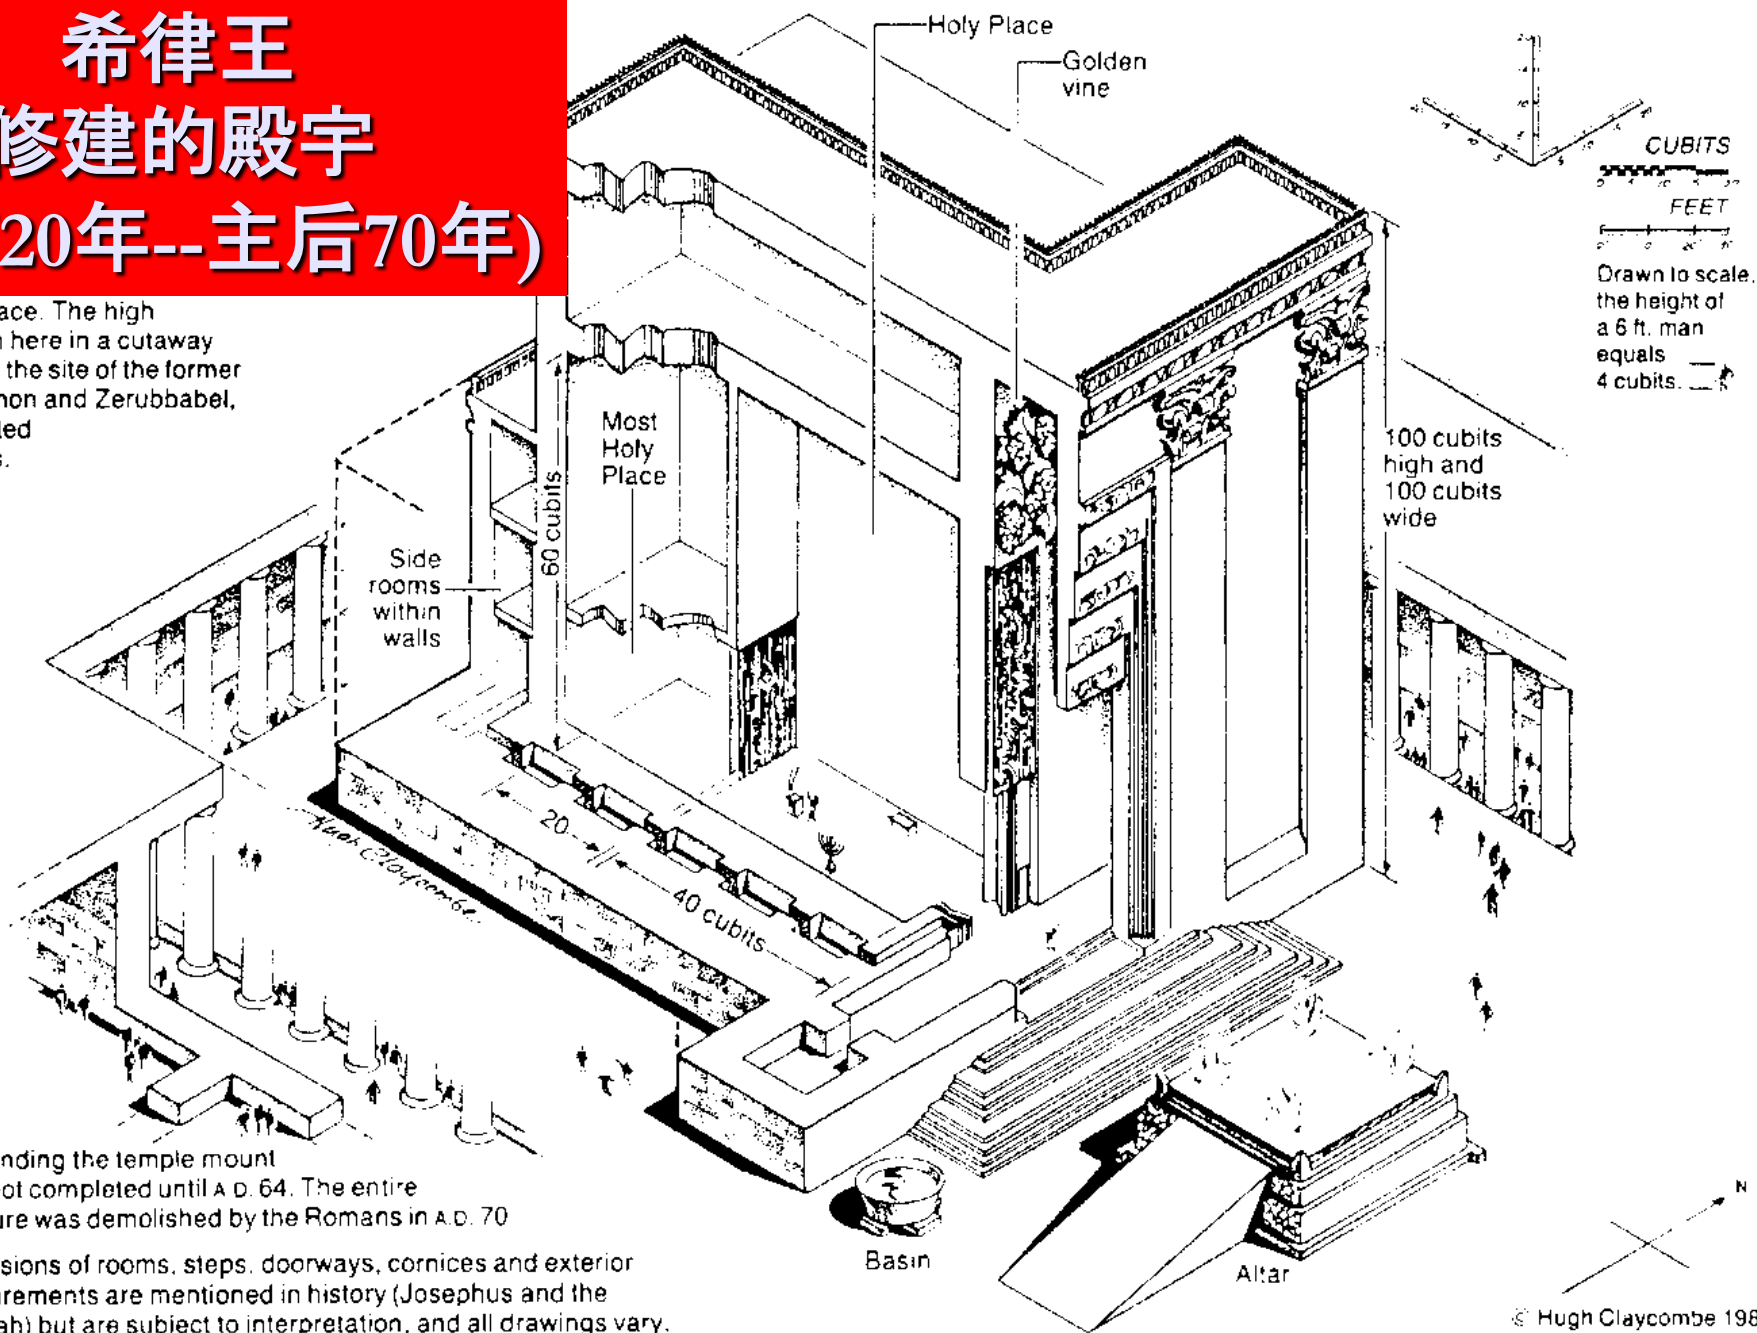 希律王
修建的殿宇
20年--主后70年)
Holy Place
Golden
vine
CUBITS
FEET
Drawn to scale,
the height of
a 6 ft. man
equals
4 cubits.
ace. The high
here in a cutaway
the site of the former
non and Zerubbabel,
Most
Holy
Place
60 cubits
Side
rooms
within
walls
100 cubits
high and
100 cubits
wide
20
40 cubits
Hugh Claycombe
nding the temple mount
ot completed until A.D. 64. The entire
ure was demolished by the Romans in A.D. 70
sions of rooms, steps, doorways, cornices and exterior
urements are mentioned in history (Josephus and the
ah) but are subject to interpretation, and all drawings vary.
Basin
Altar
N
© Hugh Claycombe 198